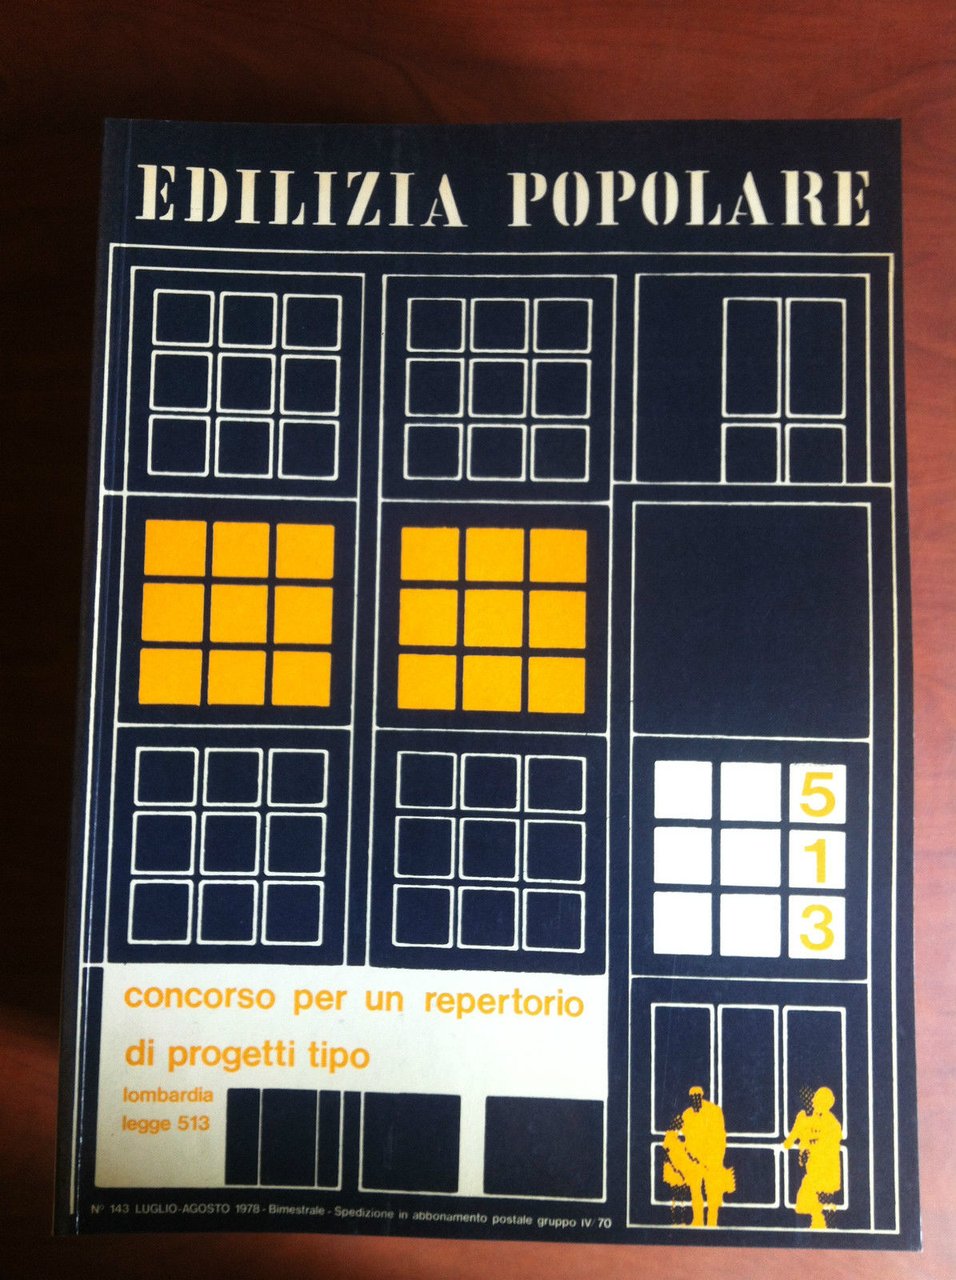 EDILIZIA POPOLARE
5
1
3
concorso per un repertorio
di progetti tipo
lombardia
legge 513
N° 143 LUGLIO-AGOSTO 1978 - Bimestrale - Spedizione in abbonamento postale gruppo IV/70